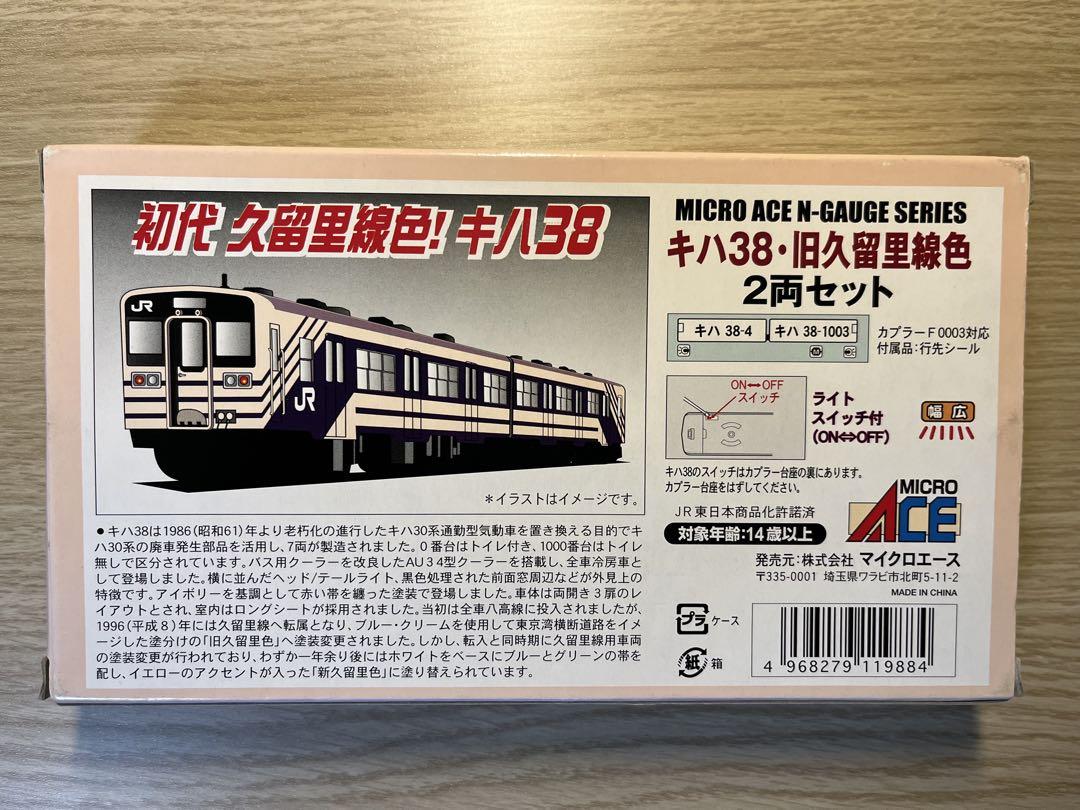 初代 久留里線色! キハ38
JR
JR
＊イラストはイメージです。
●キハ38は1986(昭和61)年より老朽化の進行したキハ30系通勤型気動車を置き換える目的でキ
ハ30系の廃車発生部品を活用し、7両が製造されました。0番台はトイレ付き、1000番台はトイレ
無しで区分されています。バス用クーラーを改良したAU34型クーラーを搭載し、全車冷房車と
して登場しました。横に並んだヘッド/テールライト、黒色処理された前面窓周辺などが外見上の
特徴です。アイボリーを基調として赤い帯を纏った塗装で登場しました。車体は両開き3扉のレ
イアウトとされ、室内はロングシートが採用されました。当初は全車八高線に投入されましたが、
1996(平成8)年には久留里線へ転属となり、ブルー・クリームを使用して東京湾横断道路をイメ
ージした塗分けの「旧久留里色」へ塗装変更されました。しかし、転入と同時期に久留里線用車両
の塗装変更が行われており、わずか一年余り後にはホワイトをベースにブルーとグリーンの帯を
配し、イエローのアクセントが入った「新久留里色」に塗り替えられています。
MICRO ACE N-GAUGE SERIES
キハ38・旧久留里線色
2両セット
キハ 38-4
キハ 38-1003
M
カプラーF0003対応
付属品:行先シール
ON⇔OFF
スイッチ
ライト
スイッチ付
(ON⇔OFF)
幅広
キハ38のスイッチはカプラー台座の裏にあります。
カプラー台座をはずしてください。
JR東日本商品化許諾済
対象年齢:14歳以上
MICRO
ACE
発売元:株式会社 マイクロエース
〒335-0001 埼玉県ワラビ市北町5-11-2
MADE IN CHINA
プラ ケース
紙 箱
4 968279 119884